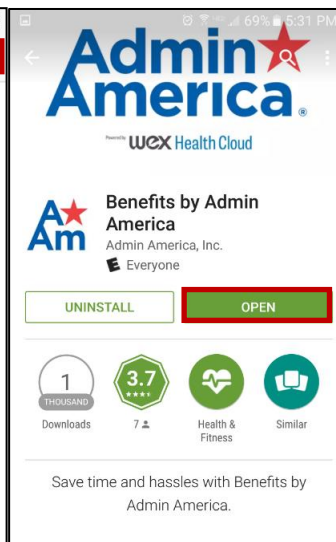 69% 5:31 PM
Admin
America®
Powered by wex Health Cloud
A
Am
Benefits by Admin
America
Admin America, Inc.
E Everyone
UNINSTALL
OPEN
1
THOUSAND
3.7
Downloads
7
Health &
Fitness
Similar
Save time and hassles with Benefits by
Admin America.